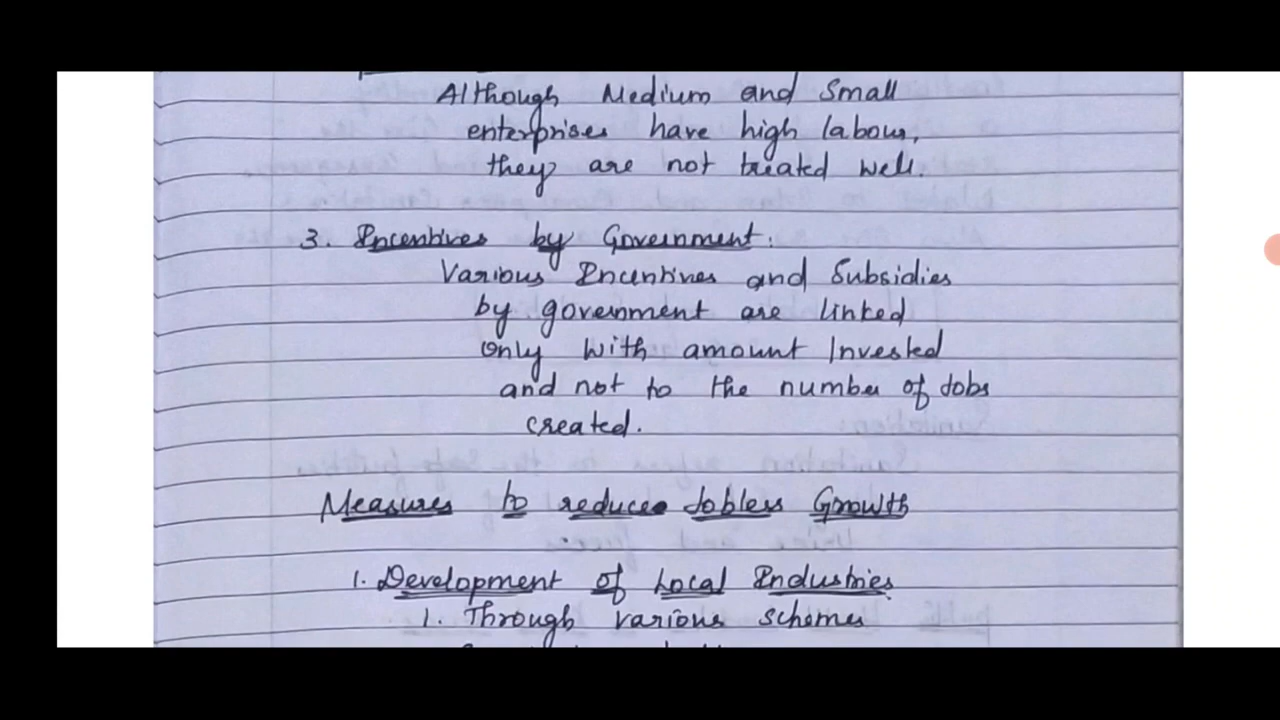 Although Medium and Small
enterprises have high labour,
they are not treated well.
3. Incentives by Government:
Various Incentives and Subsidies
by government are linked
only with amount Invested
and not to the number of Jobs
created.
Measures to reduce Jobless Growth
1. Development of Local Industries
1. Through various schemes